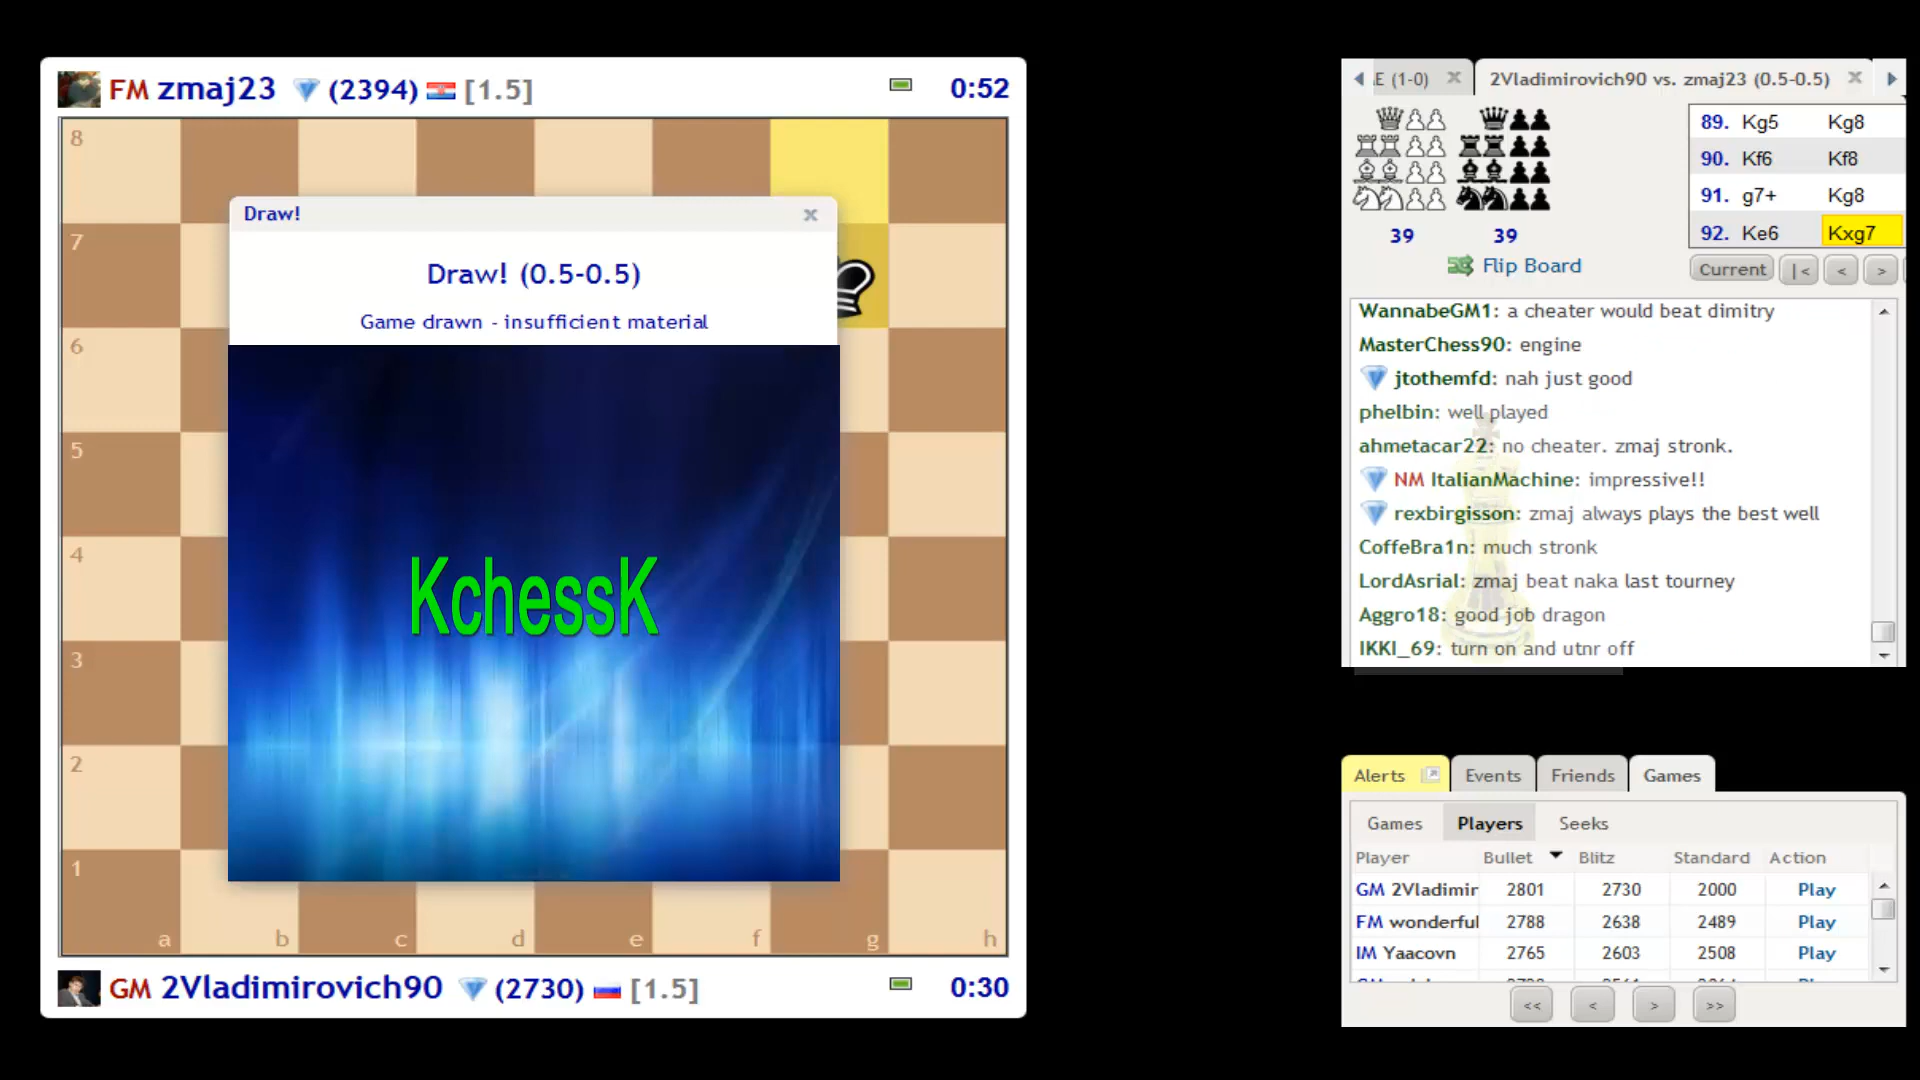 FM zmaj23 (2394) [1.5] 0:52
8
7
6
5
4
3
2
1
a b c d e f g h
Draw!
Draw! (0.5-0.5)
Game drawn - insufficient material
KchessK
GM 2Vladimirovich90 (2730) [1.5] 0:30
E (1-0) 2Vladimirovich90 vs. zmaj23 (0.5-0.5)
39 39
Flip Board
89. Kg5 Kg8
90. Kf6 Kf8
91. g7+ Kg8
92. Ke6 Kxg7
Current |< < >
WannabeGM1: a cheater would beat dimitry
MasterChess90: engine
jtothemfd: nah just good
phelbin: well played
ahmetacar22: no cheater. zmaj stronk.
NM ItalianMachine: impressive!!
rexbirgisson: zmaj always plays the best well
CoffeBra1n: much stronk
LordAsrial: zmaj beat naka last tourney
Aggro18: good job dragon
IKKI_69: turn on and utnr off
Alerts Events Friends Games
Games Players Seeks
Player Bullet Blitz Standard Action
GM 2Vladimir 2801 2730 2000 Play
FM wonderful 2788 2638 2489 Play
IM Yaacovn 2765 2603 2508 Play
<< < > >>